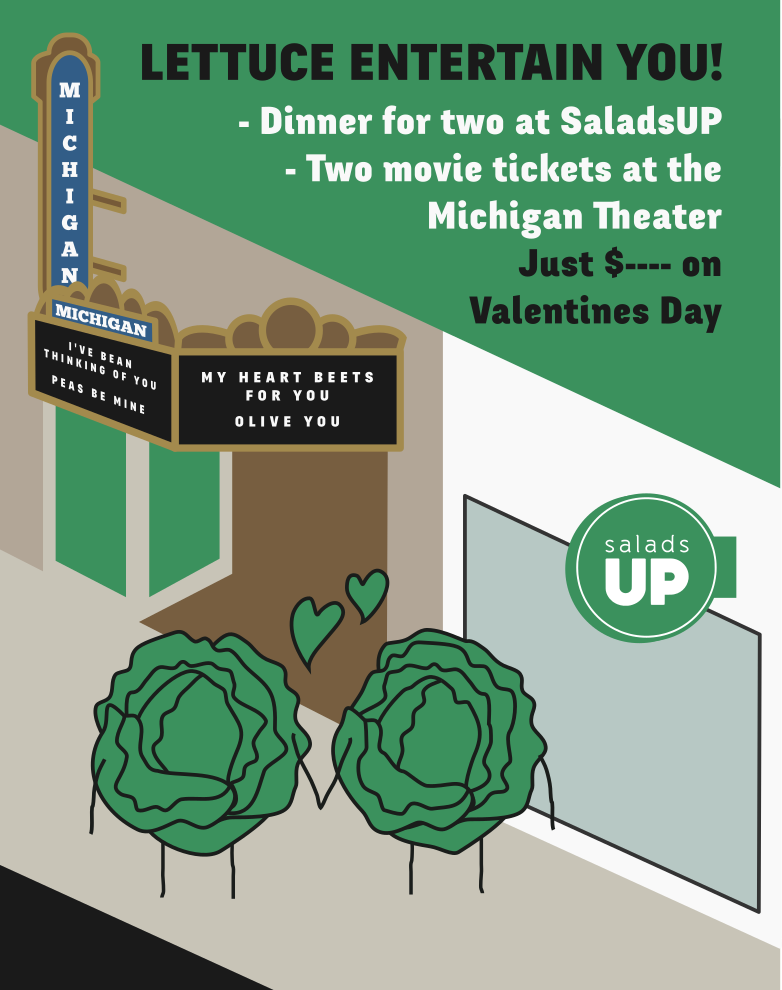 LETTUCE ENTERTAIN YOU!
- Dinner for two at SaladsUP
- Two movie tickets at the
Michigan Theater
Just $---- on
Valentines Day
MICHIGAN
MICHIGAN
I'VE BEAN
THINKING OF YOU
PEAS BE MINE
MY HEART BEETS
FOR YOU
OLIVE YOU
salads
UP